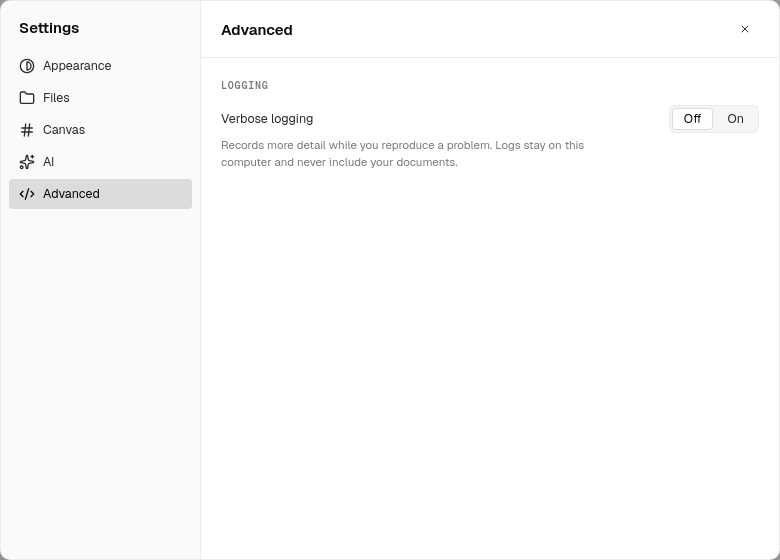 Settings
Appearance
Files
Canvas
AI
Advanced
Advanced
LOGGING
Verbose logging
Off On
Records more detail while you reproduce a problem. Logs stay on this
computer and never include your documents.